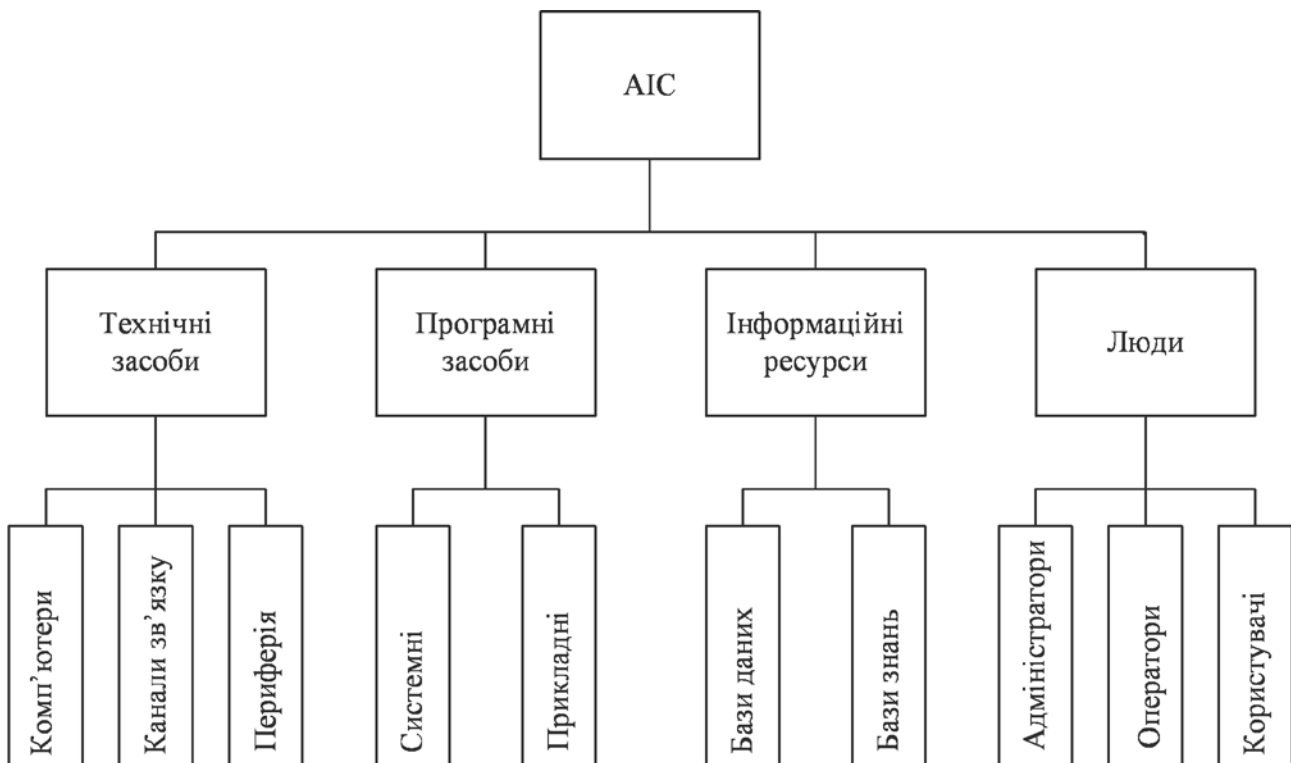 АІС
Технічні
засоби
Програмні
засоби
Інформаційні
ресурси
Люди
Комп’ютери
Канали зв’язку
Периферія
Системні
Прикладні
Бази даних
Бази знань
Адміністратори
Оператори
Користувачі